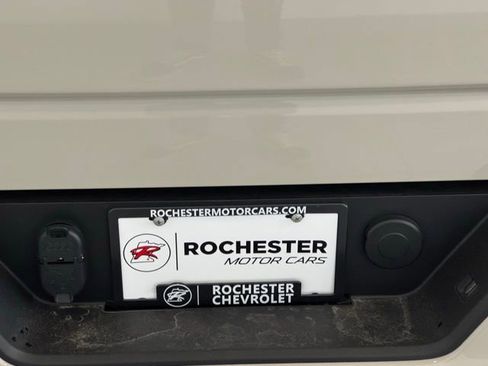 ROCHESTERMOTORCARS.COM
R
ROCHESTER
MOTOR CARS
R
ROCHESTER
CHEVROLET